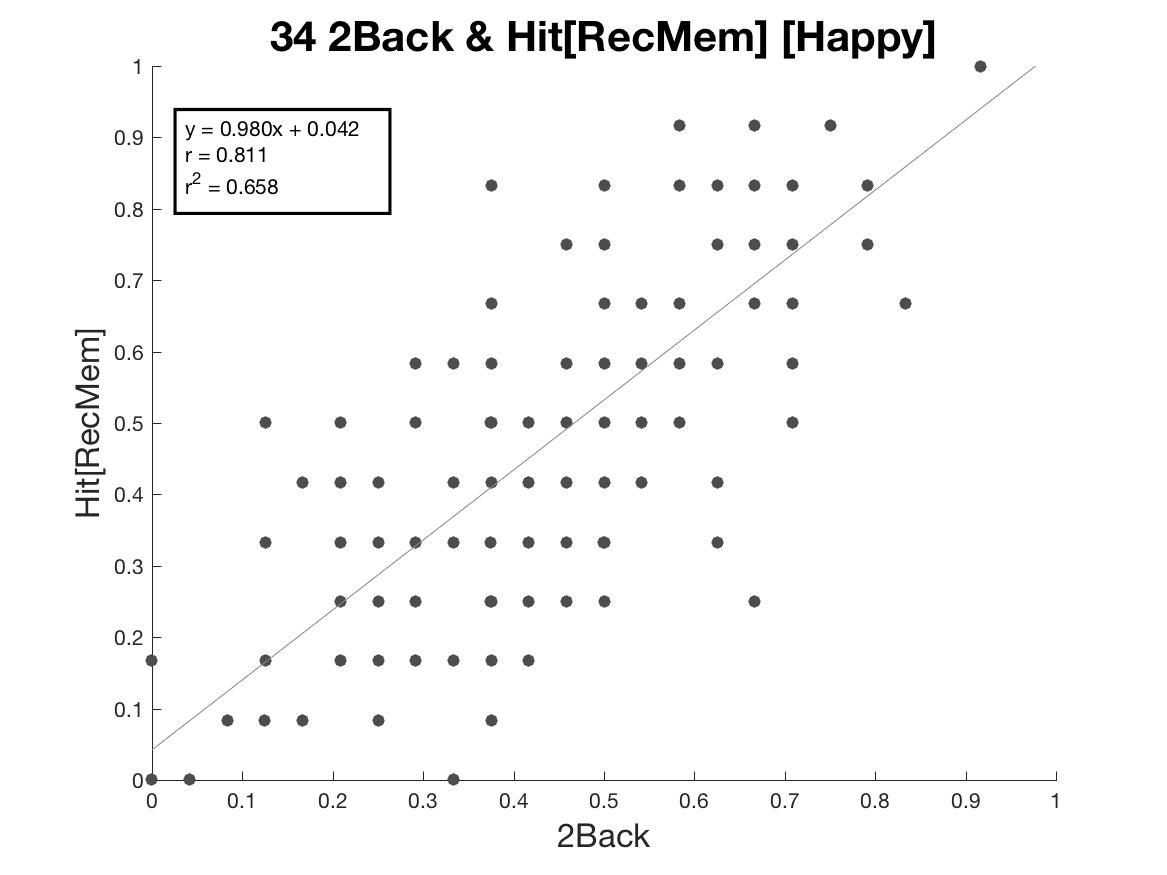 34 2Back & Hit[RecMem] [Happy]
y = 0.980x + 0.042
r = 0.811
r² = 0.658
Hit[RecMem]
1
0.9
0.8
0.7
0.6
0.5
0.4
0.3
0.2
0.1
0
0 0.1 0.2 0.3 0.4 0.5 0.6 0.7 0.8 0.9 1
2Back